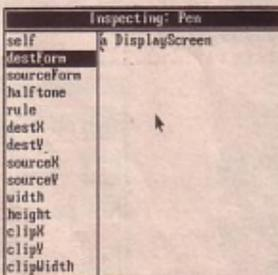 Inspecting: Pen
self
a DisplayScreen
destForm
sourceForm
halftone
rule
destX
destY
sourceX
sourceY
width
height
clipX
clipY
clipWidth